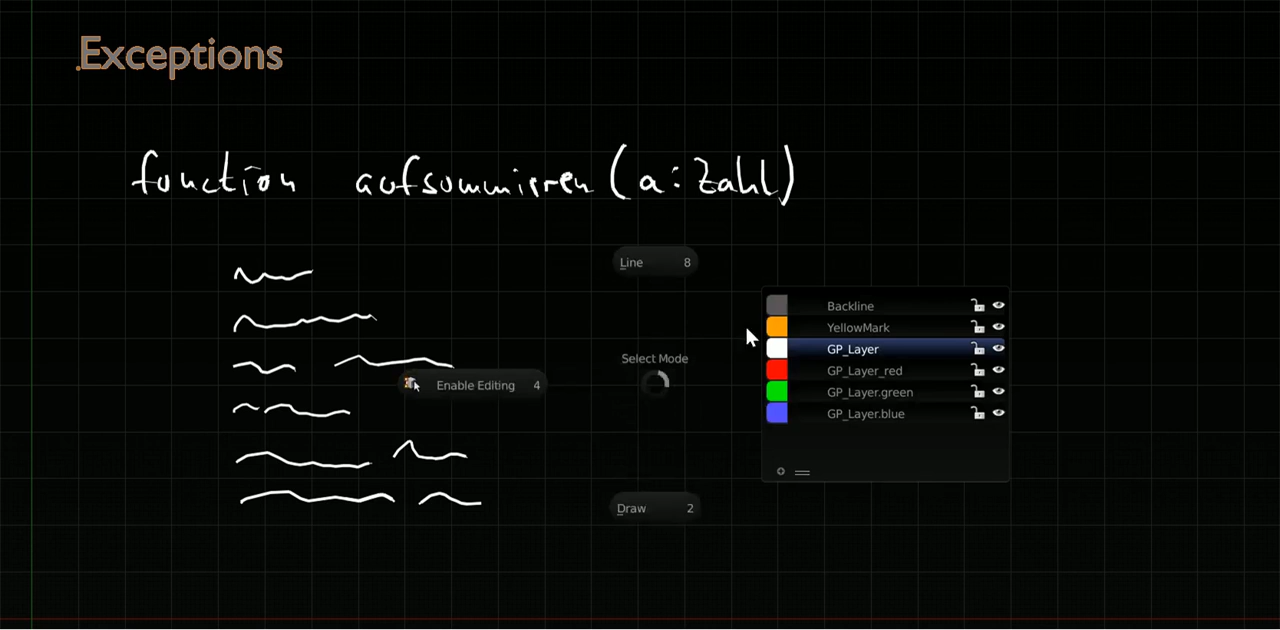 Exceptions
function aufsummieren (a: Zahl)
Line 8
Backline
YellowMark
GP_Layer
Select Mode
GP_Layer_red
Enable Editing 4
GP_Layer.green
GP_Layer.blue
Draw 2